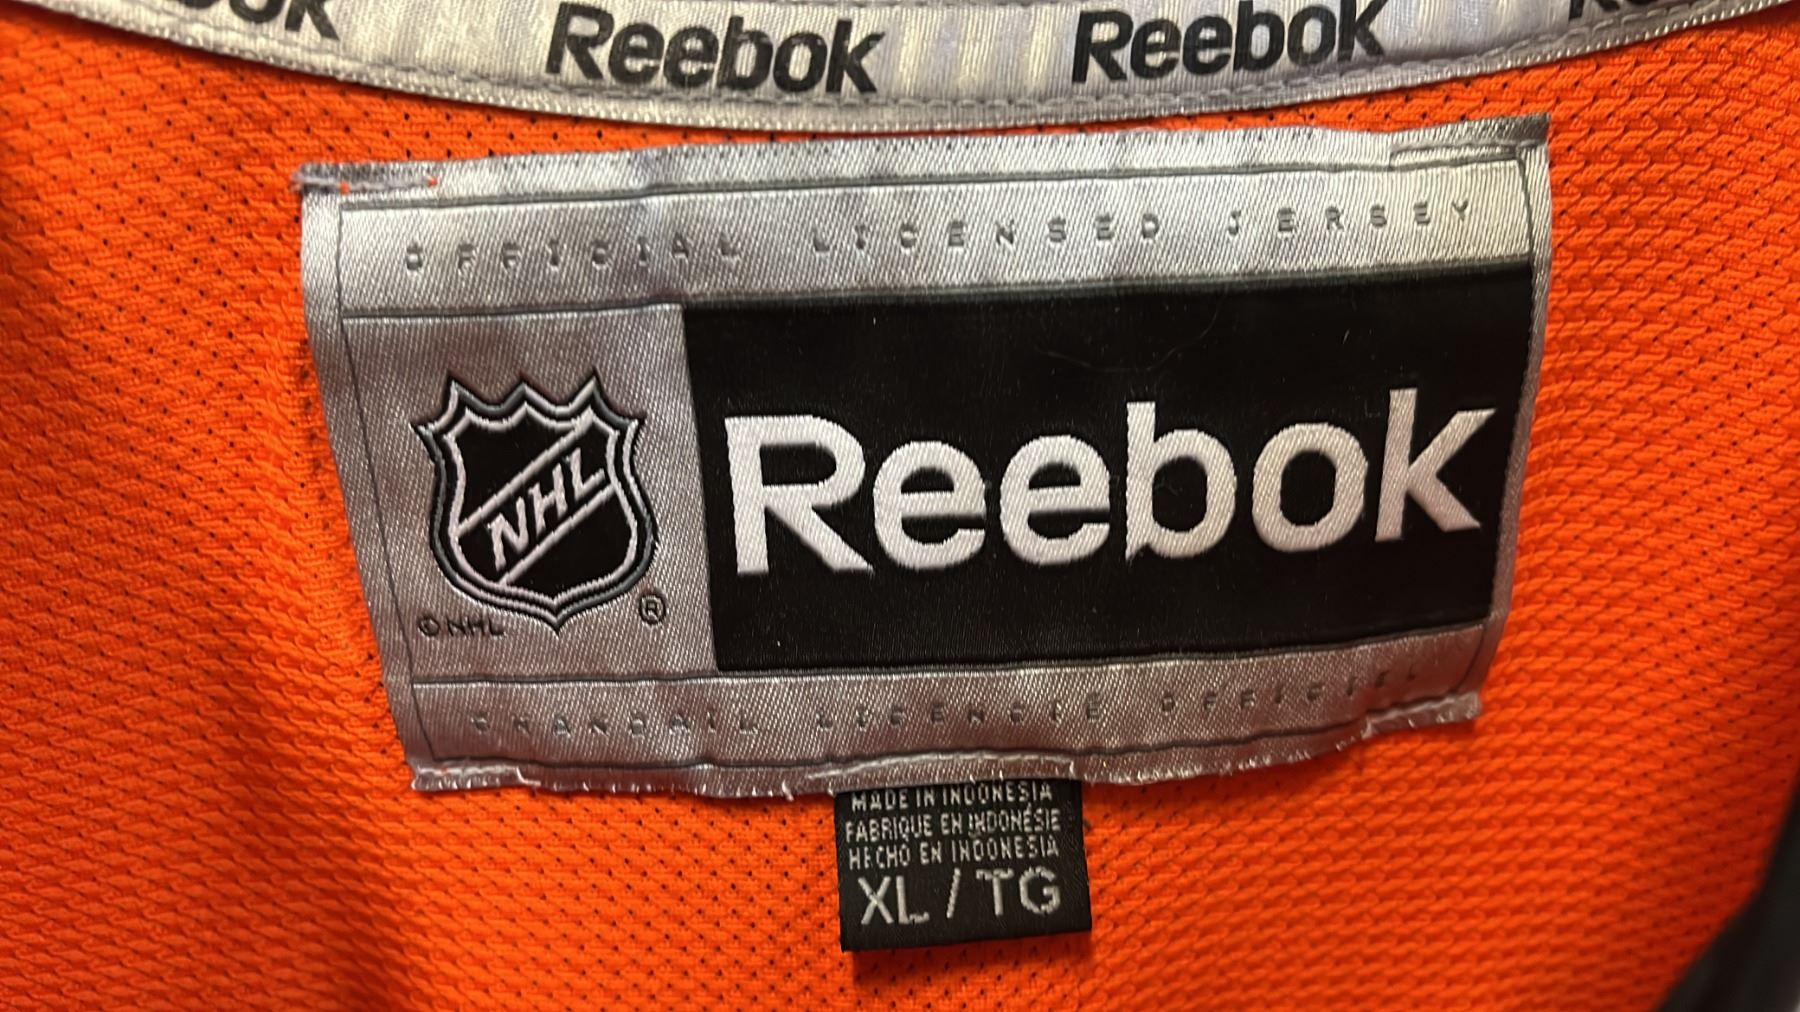 Reebok Reebok
OFFICIAL LICENSED JERSEY
NHL
Reebok
® 
© NHL
CHANDAIL LICENCIÉ OFFICIEL
MADE IN INDONESIA
FABRIQUE EN INDONÉSIE
HECHO EN INDONESIA
XL / TG